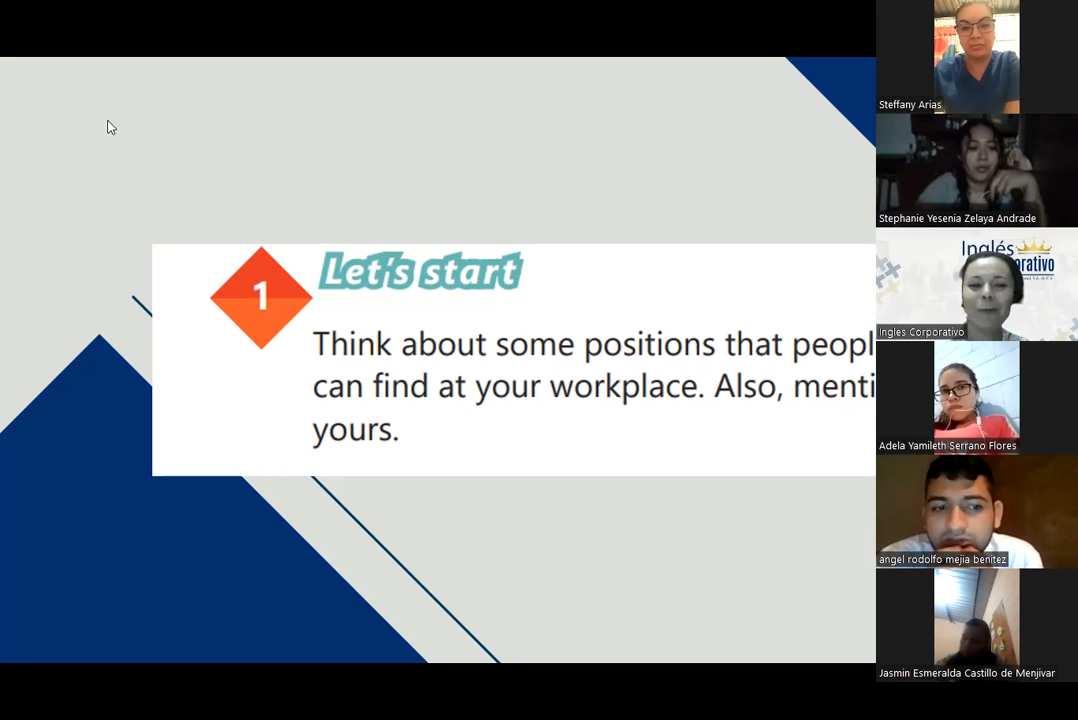 1
Let's start
Think about some positions that peopl
can find at your workplace. Also, menti
yours.
Steffany Arias
Stephanie Yesenia Zelaya Andrade
Inglés
orativo
Ingles Corporativo
Adela Yamileth Serrano Flores
angel rodolfo mejia benitez
Jasmin Esmeralda Castillo de Menjivar